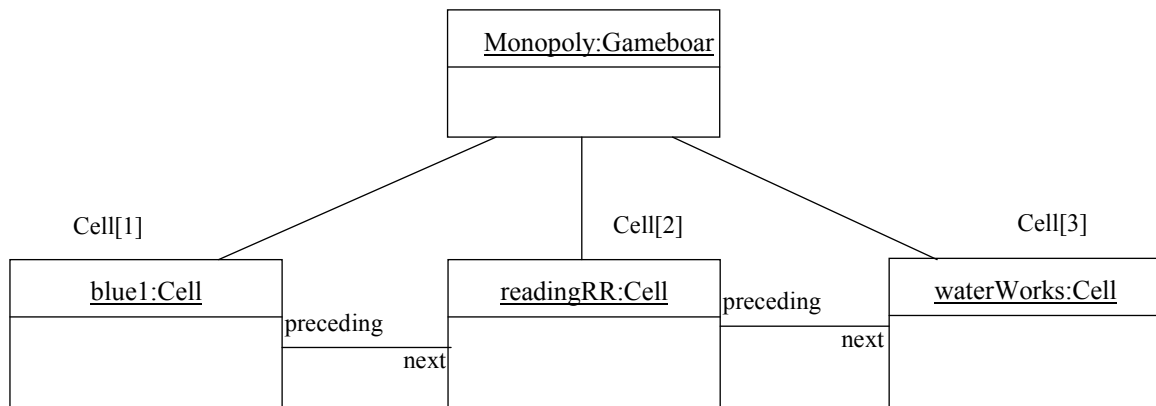 Monopoly:Gameboar
Cell[1]
Cell[2]
Cell[3]
blue1:Cell
readingRR:Cell
waterWorks:Cell
preceding
next
preceding
next